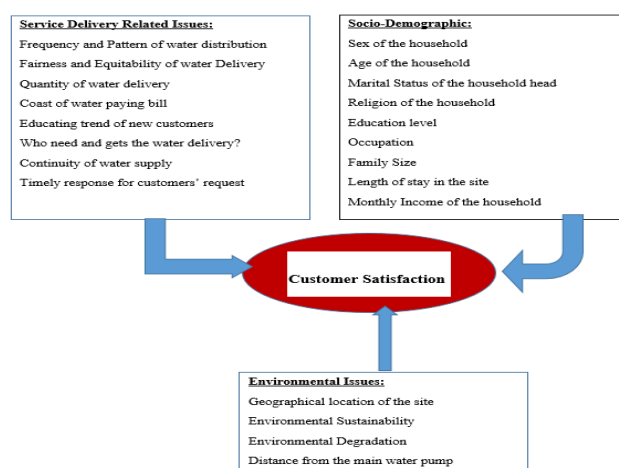 Service Delivery Related Issues:
Frequency and Pattern of water distribution
Fairness and Equitability of water Delivery
Quantity of water delivery
Coast of water paying bill
Educating trend of new customers
Who need and gets the water delivery?
Continuity of water supply
Timely response for customers’ request
Socio-Demographic:
Sex of the household
Age of the household
Marital Status of the household head
Religion of the household
Education level
Occupation
Family Size
Length of stay in the site
Monthly Income of the household
Customer Satisfaction
Environmental Issues:
Geographical location of the site
Environmental Sustainability
Environmental Degradation
Distance from the main water pump